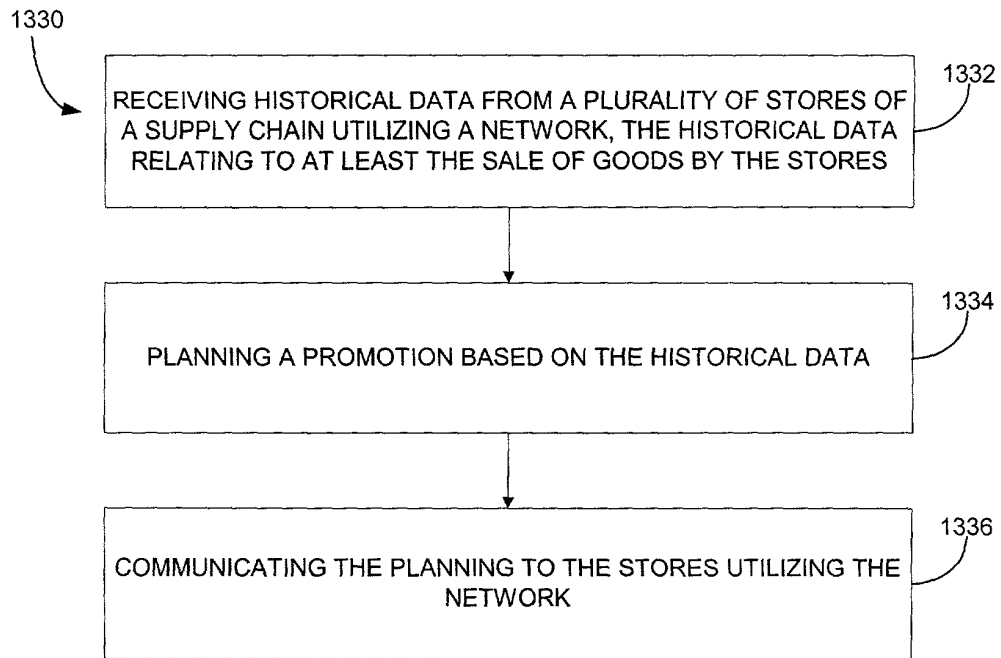 1330
1332
RECEIVING HISTORICAL DATA FROM A PLURALITY OF STORES OF
A SUPPLY CHAIN UTILIZING A NETWORK, THE HISTORICAL DATA
RELATING TO AT LEAST THE SALE OF GOODS BY THE STORES
1334
PLANNING A PROMOTION BASED ON THE HISTORICAL DATA
1336
COMMUNICATING THE PLANNING TO THE STORES UTILIZING THE
NETWORK